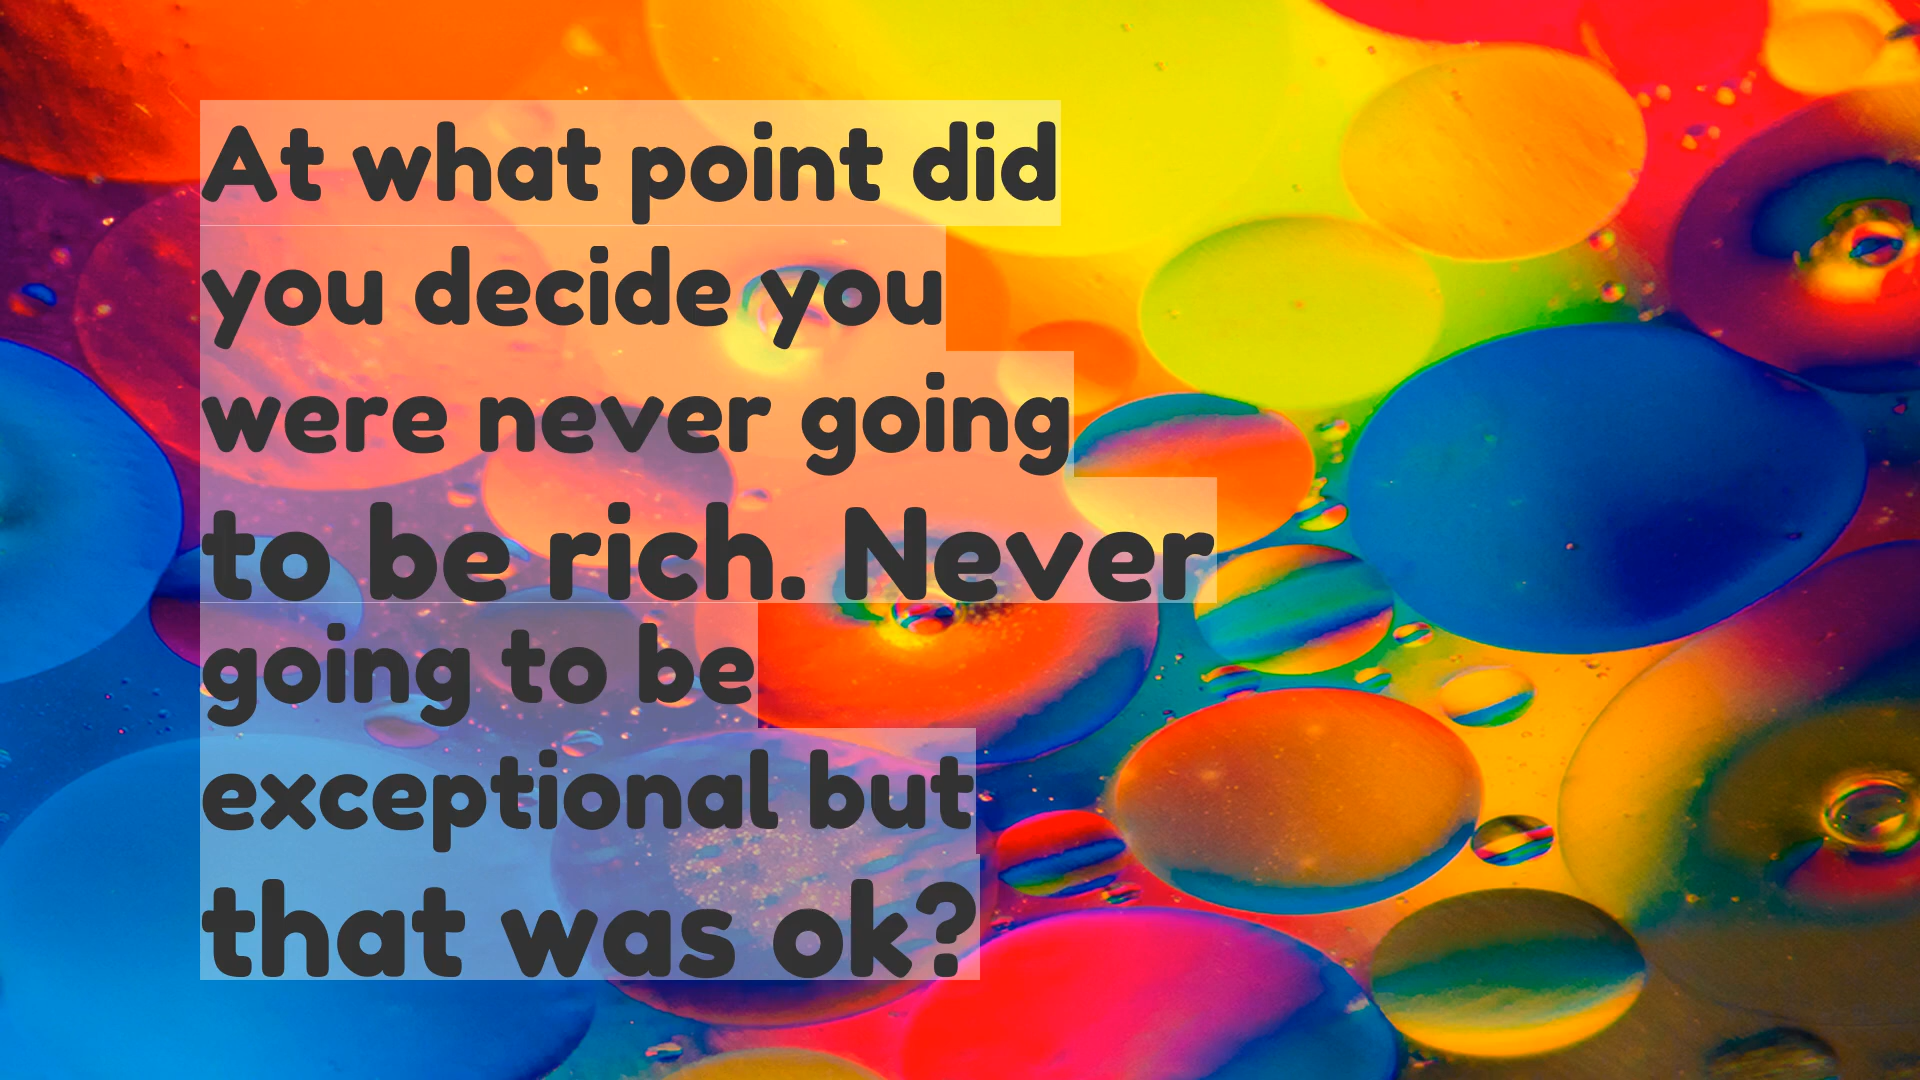 At what point did
you decide you
were never going
to be rich. Never
going to be
exceptional but
that was ok?